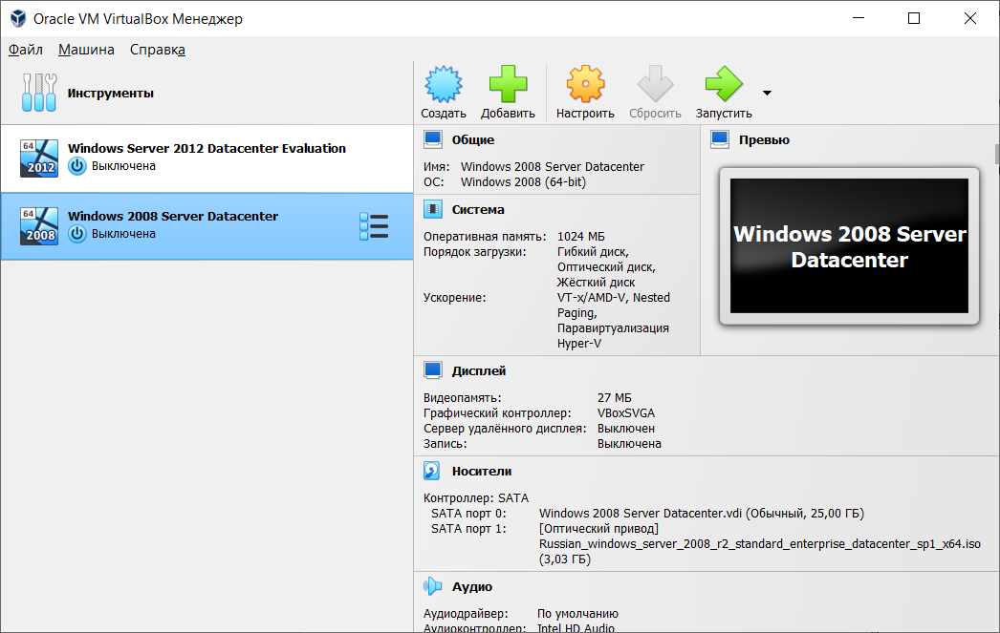 Oracle VM VirtualBox Менеджер
Файл Машина Справка
Инструменты
Создать Добавить Настроить Сбросить Запустить
64
2012
Windows Server 2012 Datacenter Evaluation
Выключена
64
2008
Windows 2008 Server Datacenter
Выключена
Общие
Имя: Windows 2008 Server Datacenter
ОС: Windows 2008 (64-bit)
Превью
Windows 2008 Server
Datacenter
Система
Оперативная память: 1024 МБ
Порядок загрузки: Гибкий диск,
Оптический диск,
Жёсткий диск
Ускорение: VT-x/AMD-V, Nested
Paging,
Паравиртуализация
Hyper-V
Дисплей
Видеопамять: 27 МБ
Графический контроллер: VBoxSVGA
Сервер удалённого дисплея: Выключен
Запись: Выключена
Носители
Контроллер: SATA
SATA порт 0: Windows 2008 Server Datacenter.vdi (Обычный, 25,00 ГБ)
SATA порт 1: [Оптический привод]
Russian_windows_server_2008_r2_standard_enterprise_datacenter_sp1_x64.iso
(3,03 ГБ)
Аудио
Аудиодрайвер: По умолчанию
Аудиоконтроллер: Intel HD Audio